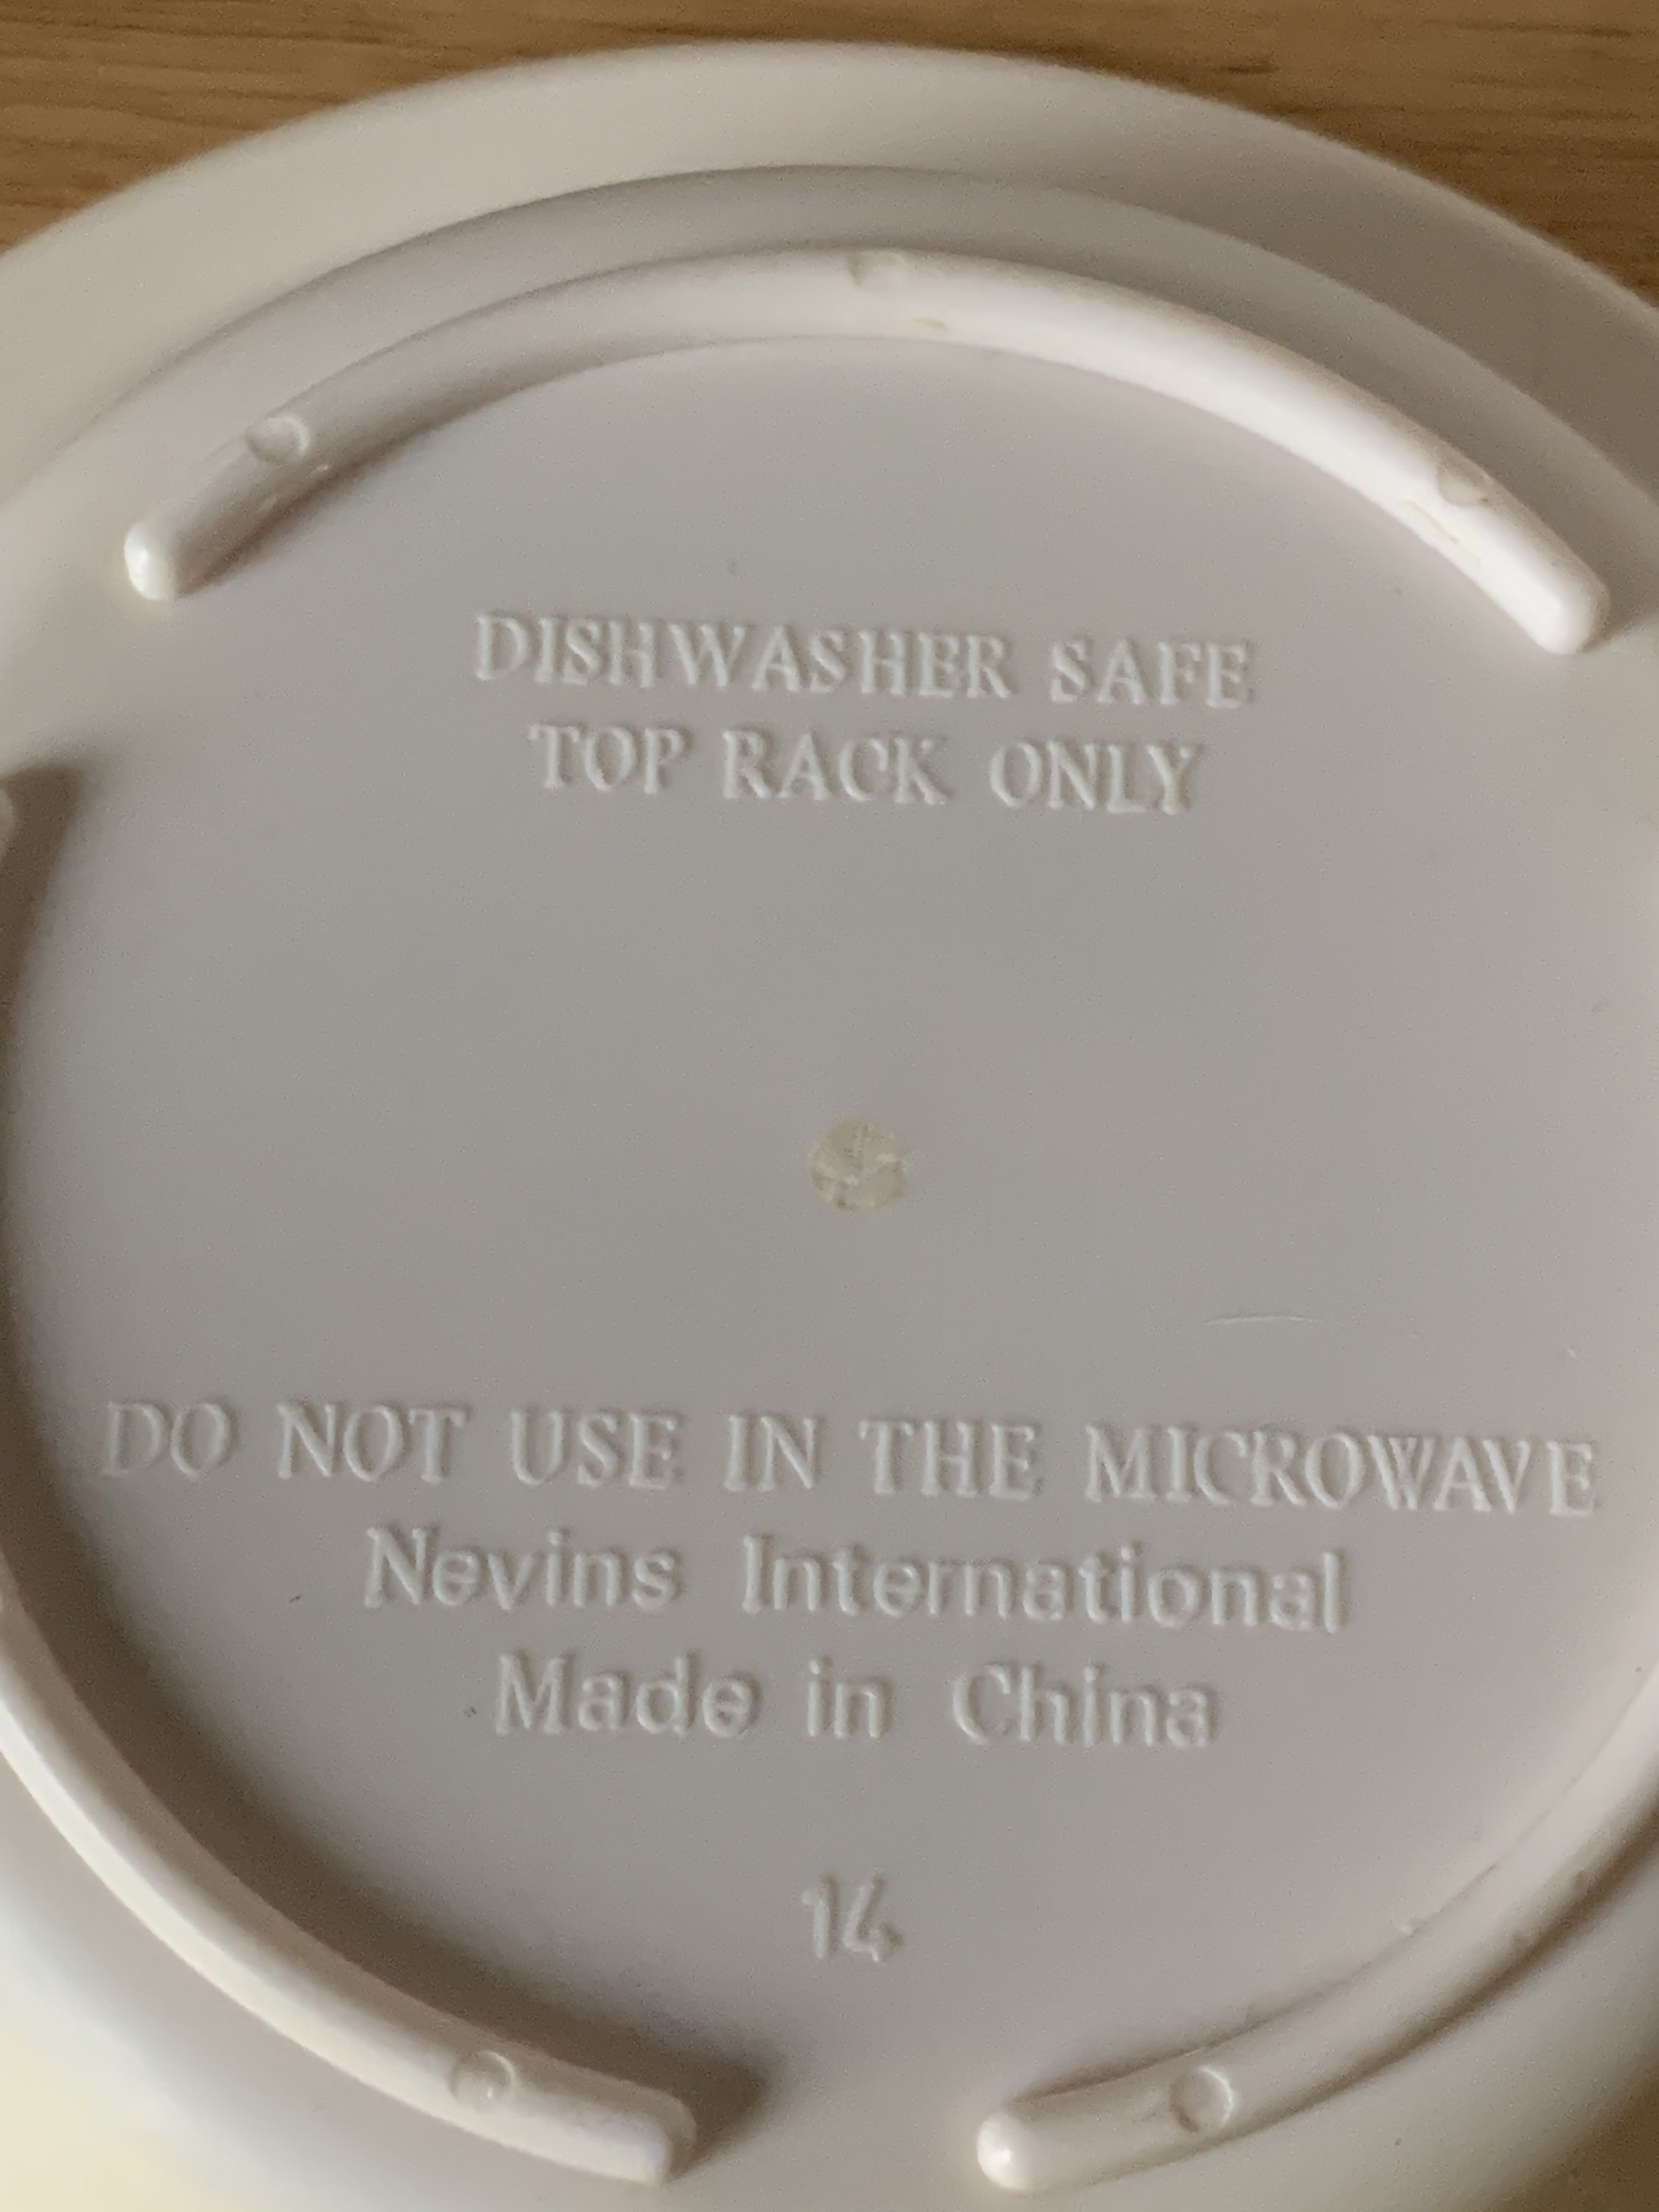 DISHWASHER SAFE
TOP RACK ONLY
DO NOT USE IN THE MICROWAVE
Nevins International
Made in China
14